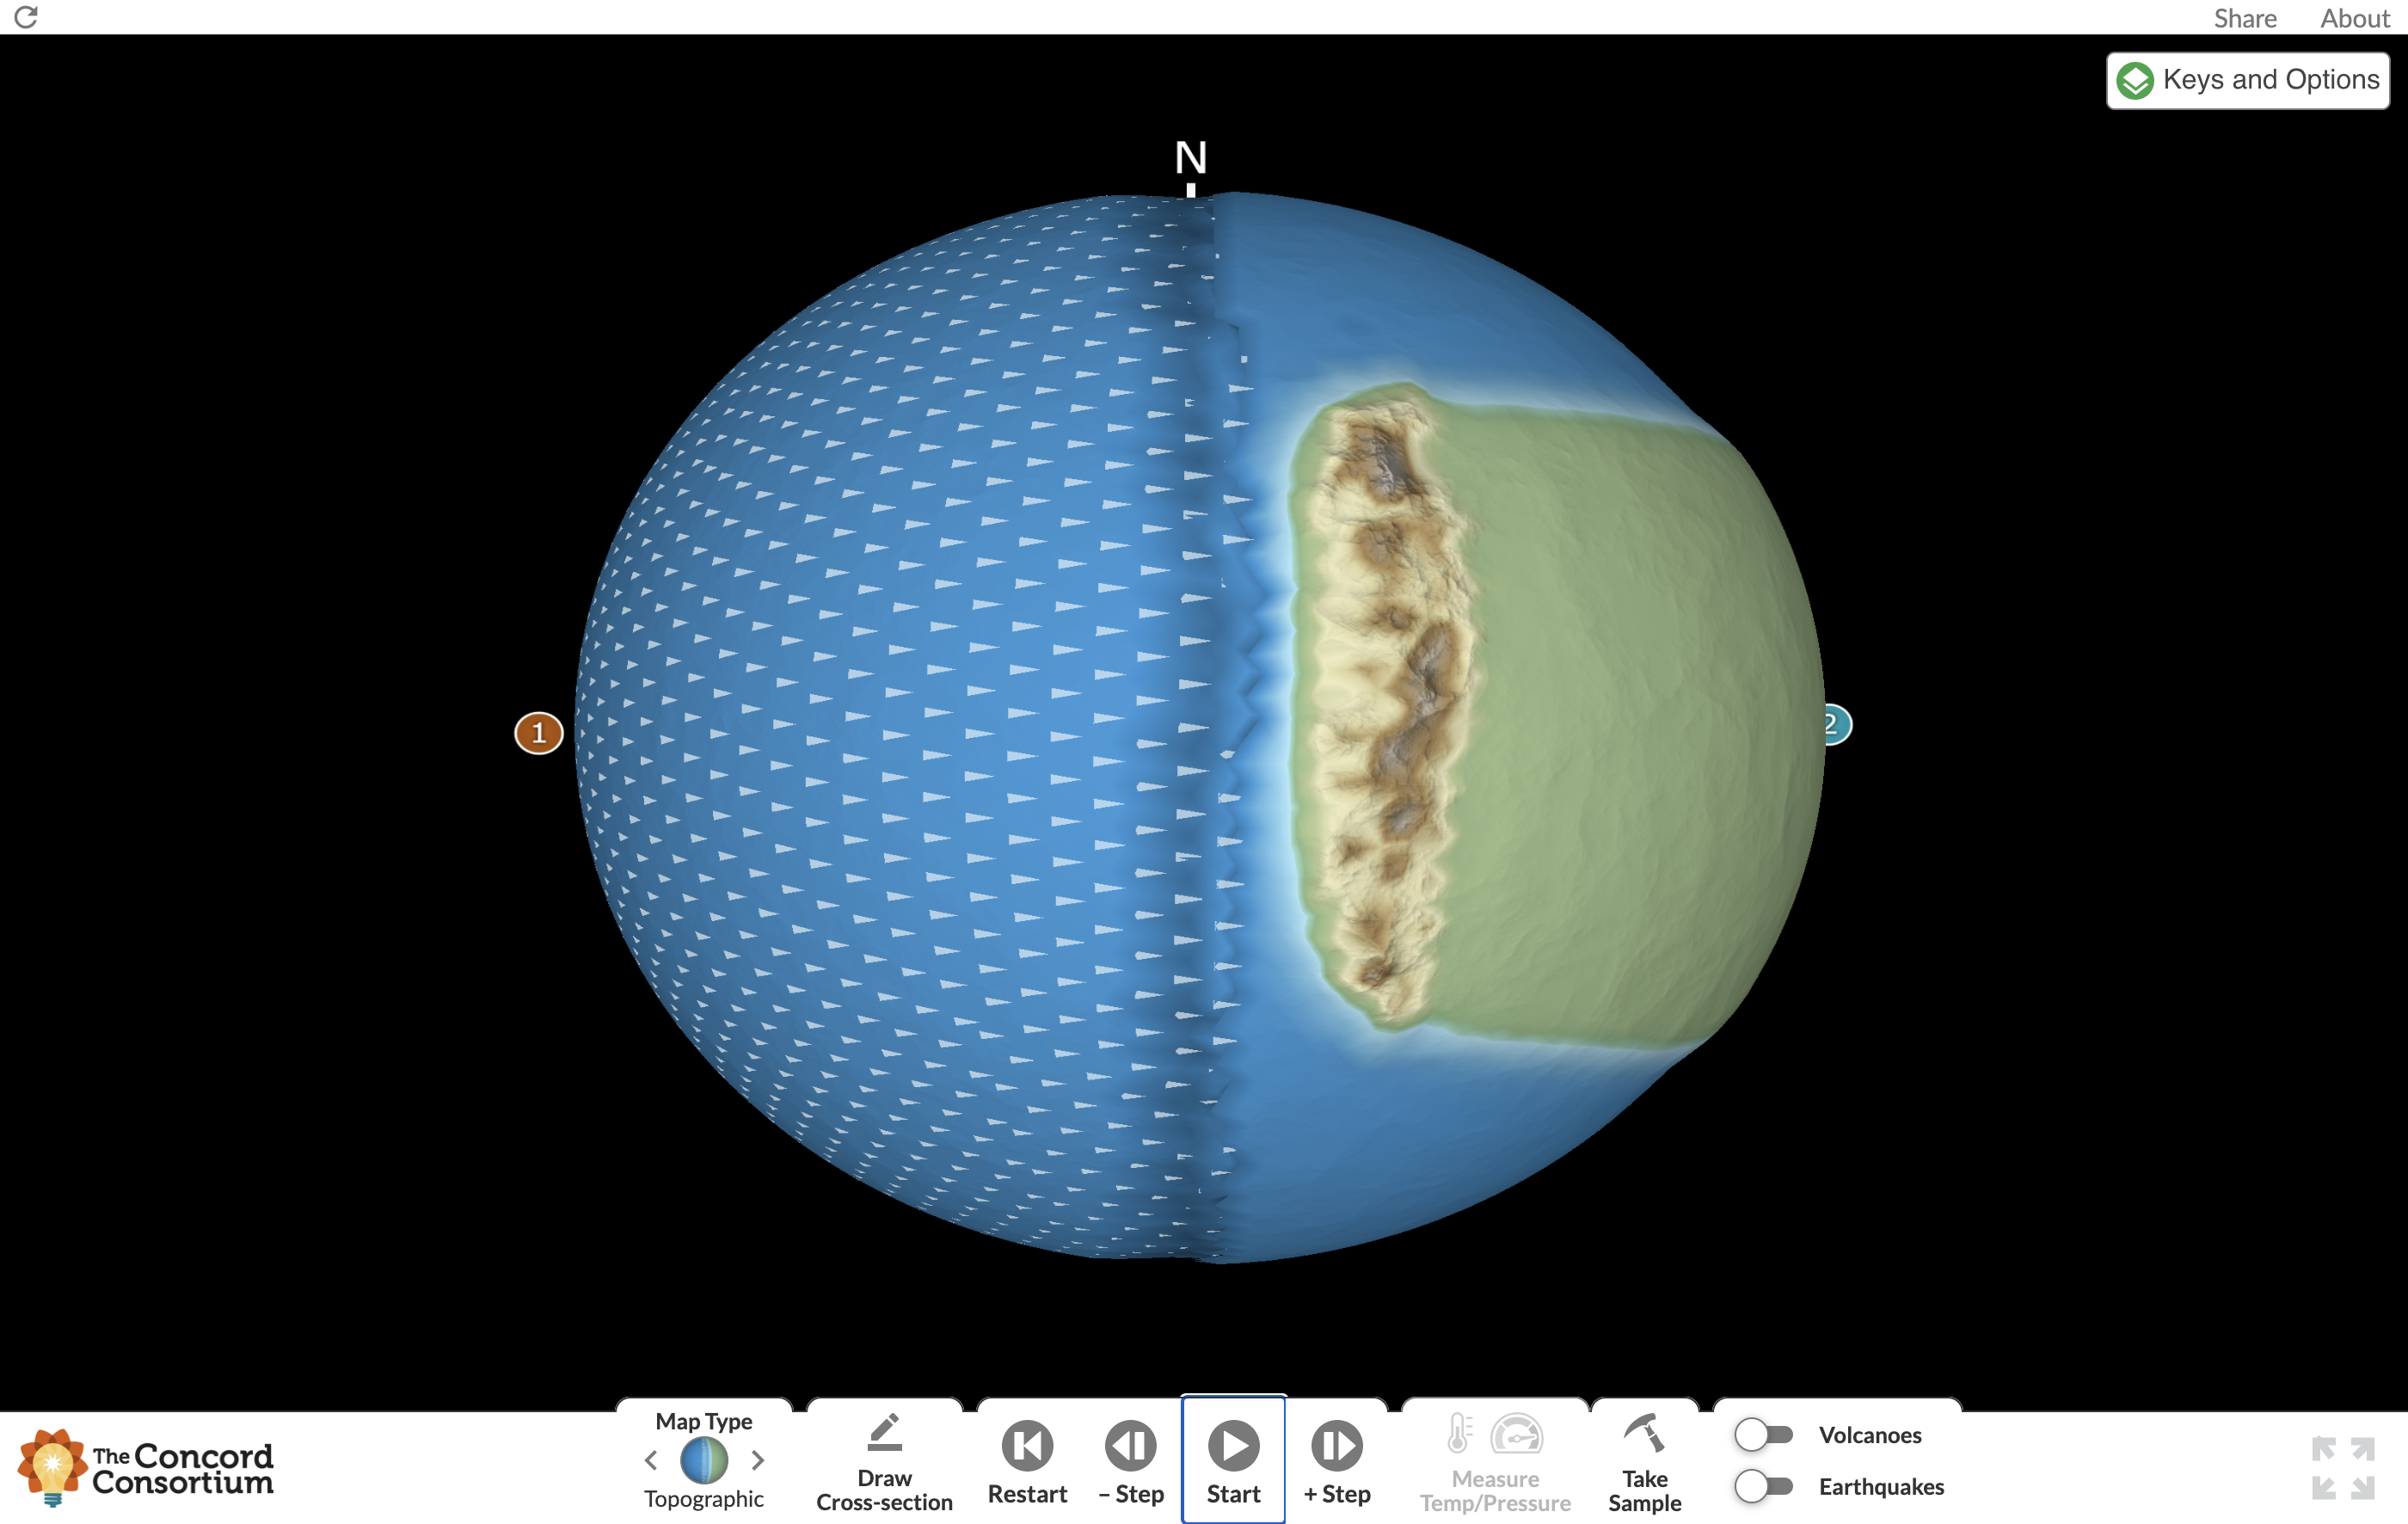 Share About
Keys and Options
N
1
2
The Concord
Consortium
Map Type
Topographic
Draw
Cross-section
Restart
– Step
Start
+ Step
Measure
Temp/Pressure
Take
Sample
Volcanoes
Earthquakes